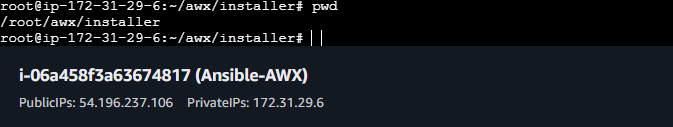 root@ip-172-31-29-6:~/awx/installer# pwd
/root/awx/installer
root@ip-172-31-29-6:~/awx/installer#
i-06a458f3a63674817 (Ansible-AWX)
PublicIPs: 54.196.237.106 PrivateIPs: 172.31.29.6